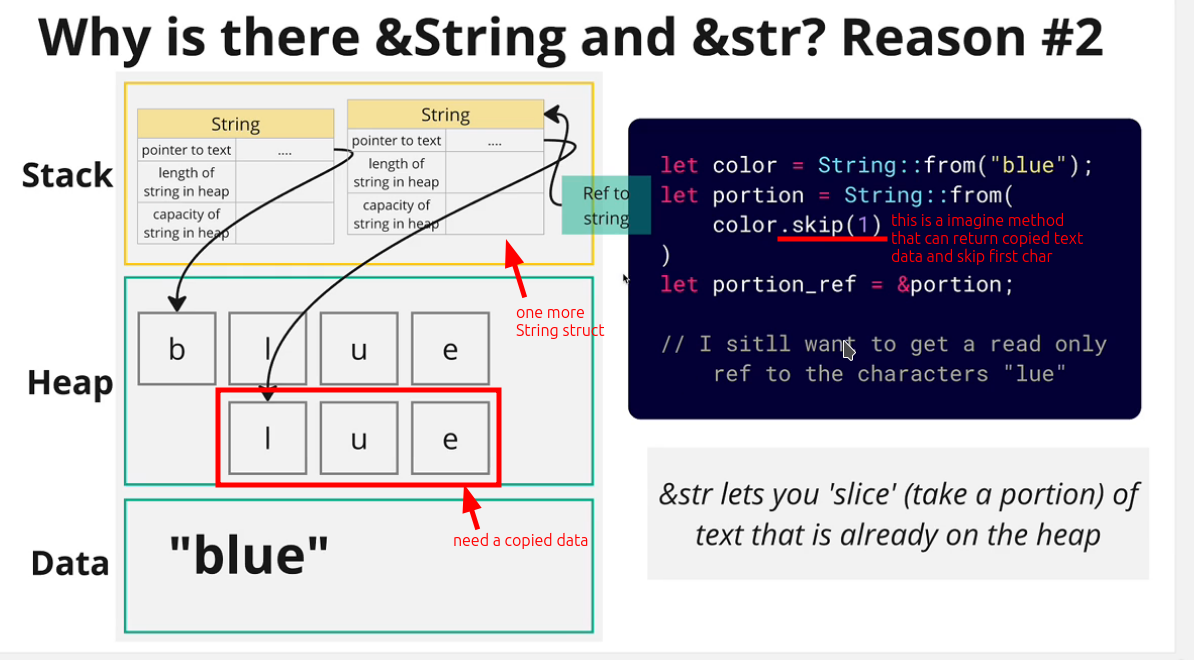 Why is there &String and &str? Reason #2
Stack
String
pointer to text
....
length of
string in heap
capacity of
string in heap
String
pointer to text
....
length of
string in heap
capacity of
string in heap
Ref to
string
one more
String struct
Heap
b
l
u
e
l
u
e
need a copied data
Data
"blue"
let color = String::from("blue");
let portion = String::from(
color.skip(1)
)
let portion_ref = &portion;
// I sitll want to get a read only
ref to the characters "lue"
this is a imagine method
that can return copied text
data and skip first char
&str lets you 'slice' (take a portion) of
text that is already on the heap